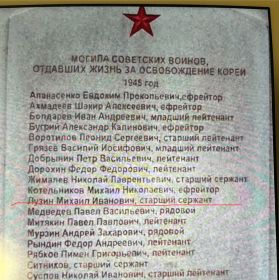 МОГИЛА СОВЕТСКИХ ВОИНОВ,
ОТДАВШИХ ЖИЗНЬ ЗА ОСВОБОЖДЕНИЕ КОРЕИ
1945 год
Апанасенко Евдоким Прокопьевич, ефрейтор
Ахмадеев Шакир Алексеевич, ефрейтор
Бондарев Иван Андреевич, младший лейтенант
Бугрий Александр Калинович, ефрейтор
Воротилов Леонид Сергеевич, старший лейтенант
Грязев Василий Иосифович, младший лейтенант
Добрынин Петр Васильевич, лейтенант
Дорохин Федор Федорович, лейтенант
Жималев Николай Лаврентьевич, старший сержант
Котельников Михаил Николаевич, ефрейтор
Лузин Михаил Иванович, старший сержант
Медведев Павел Васильевич, рядовой
Митякин Павел Павлович, лейтенант
Мурзин Андрей Захарович, рядовой
Рындин Федор Андреевич, лейтенант
Рябков Пимен Григорьевич, лейтенант
Ситников, старший сержант
Суслов Николай Иванович, старший лейтенант